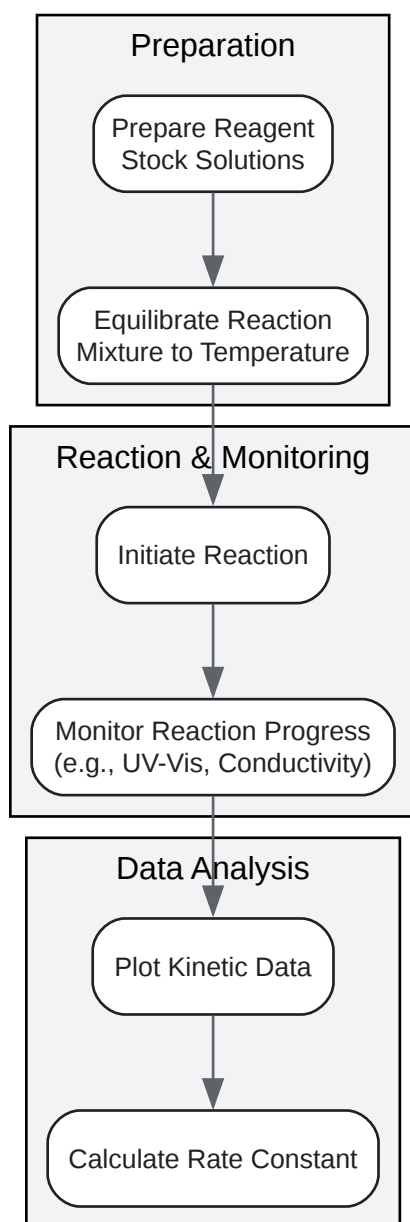 Preparation
Prepare Reagent
Stock Solutions
Equilibrate Reaction
Mixture to Temperature
Reaction & Monitoring
Initiate Reaction
Monitor Reaction Progress
(e.g., UV-Vis, Conductivity)
Data Analysis
Plot Kinetic Data
Calculate Rate Constant